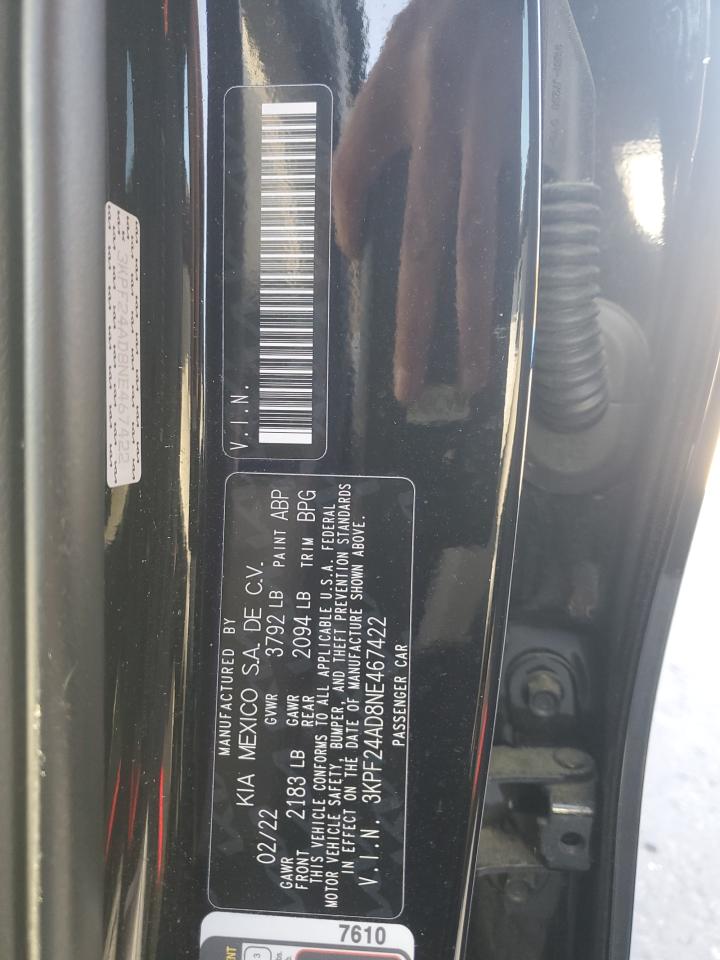 3KPF24AD8NE467422
V.I.N.
MANUFACTURED BY
KIA MEXICO S.A. DE C.V.
02/22 GVWR 3792 LB PAINT ABP
GAWR FRONT 2183 LB GAWR REAR 2094 LB TRIM BPG
THIS VEHICLE CONFORMS TO ALL APPLICABLE U.S.A. FEDERAL
MOTOR VEHICLE SAFETY, BUMPER, AND THEFT PREVENTION STANDARDS
IN EFFECT ON THE DATE OF MANUFACTURE SHOWN ABOVE.
V.I.N. 3KPF24AD8NE467422
PASSENGER CAR
7610